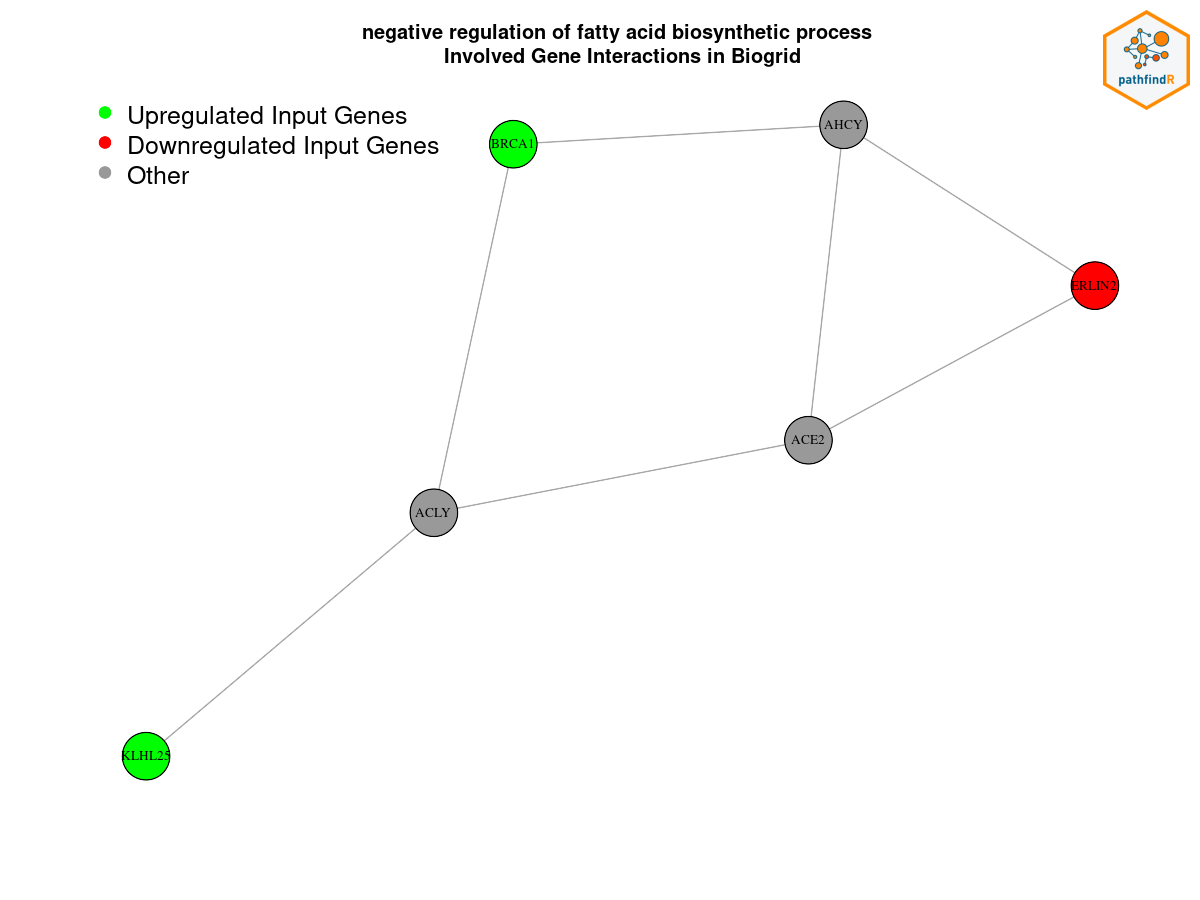 negative regulation of fatty acid biosynthetic process
Involved Gene Interactions in Biogrid
pathfindR
Upregulated Input Genes
Downregulated Input Genes
Other
BRCA1
AHCY
ERLIN2
ACE2
ACLY
KLHL25